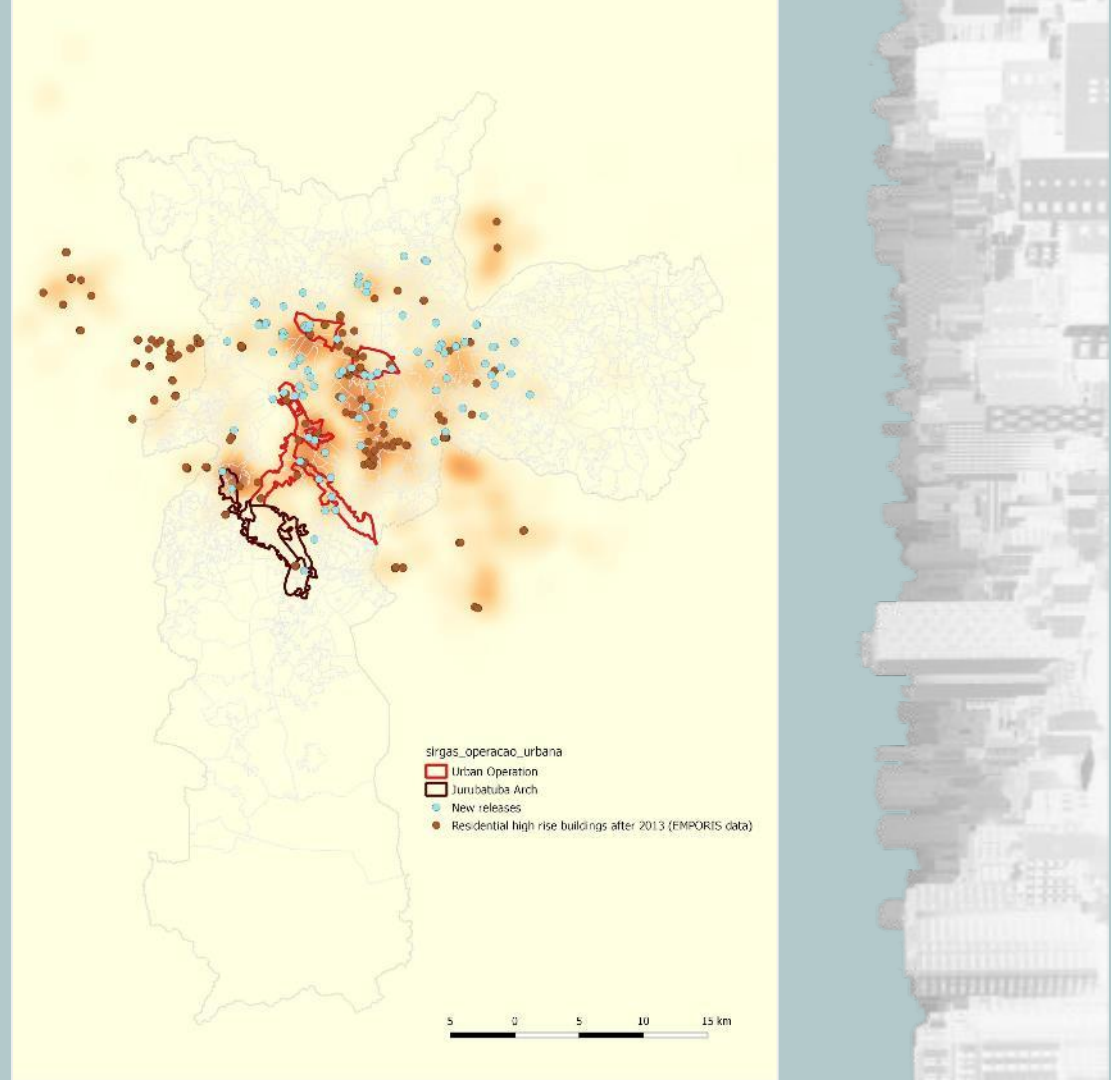 sirgas_operacao_urbana
Urban Operation
Jurubatuba Arch
New releases
Residential high rise buildings after 2013 (EMPORIS data)
5 0 5 10 15 km